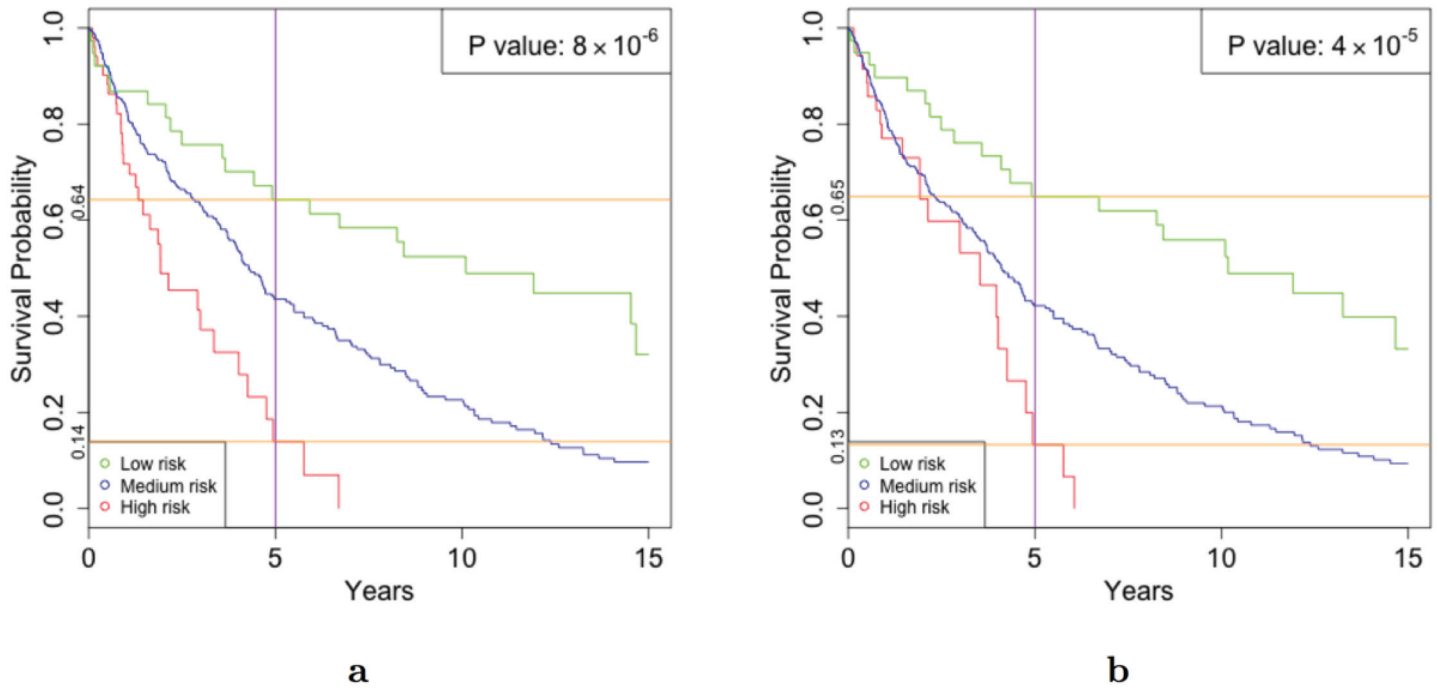 P value: 8 × 10-6
Survival Probability
1.0
0.8
0.64
0.6
0.4
0.2
0.14
0.0
Low risk
Medium risk
High risk
0 5 10 15
Years
a
P value: 4 × 10-5
Survival Probability
1.0
0.8
0.65
0.6
0.4
0.2
0.13
0.0
Low risk
Medium risk
High risk
0 5 10 15
Years
b